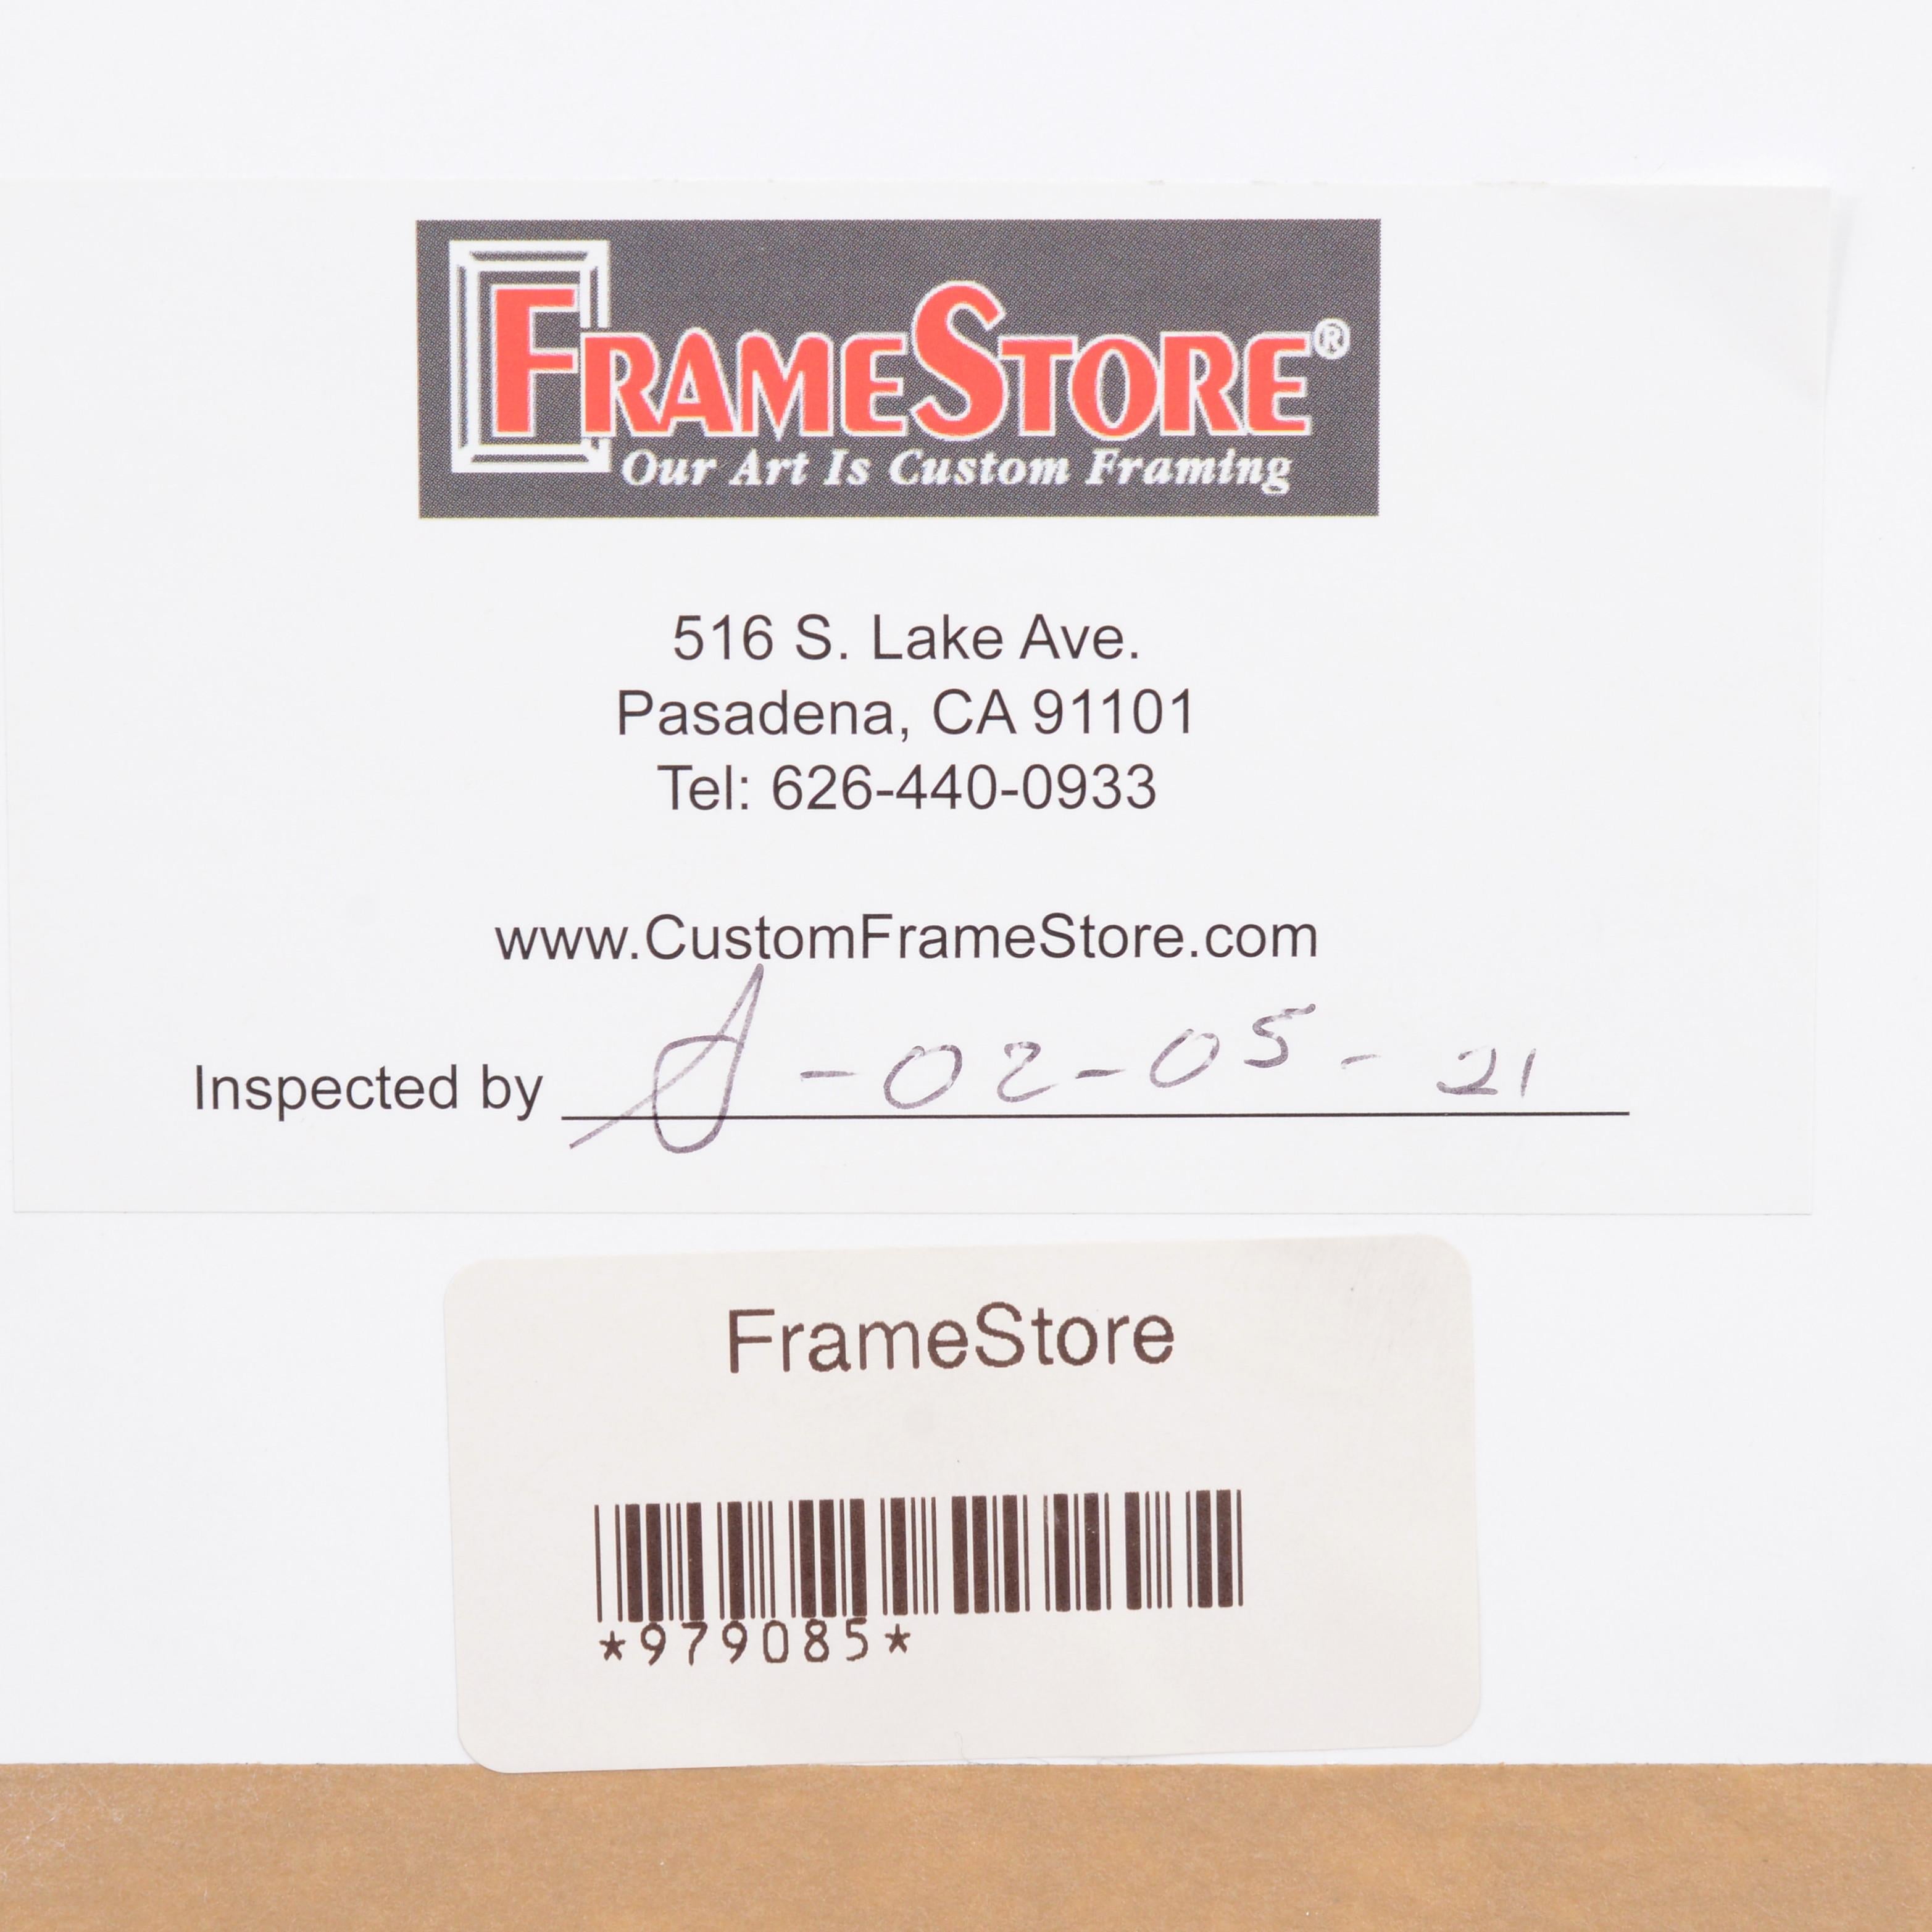 FRAMESTORE®
Our Art Is Custom Framing
516 S. Lake Ave.
Pasadena, CA 91101
Tel: 626-440-0933
www.CustomFrameStore.com
Inspected by - 02-05-21
FrameStore
*979085*